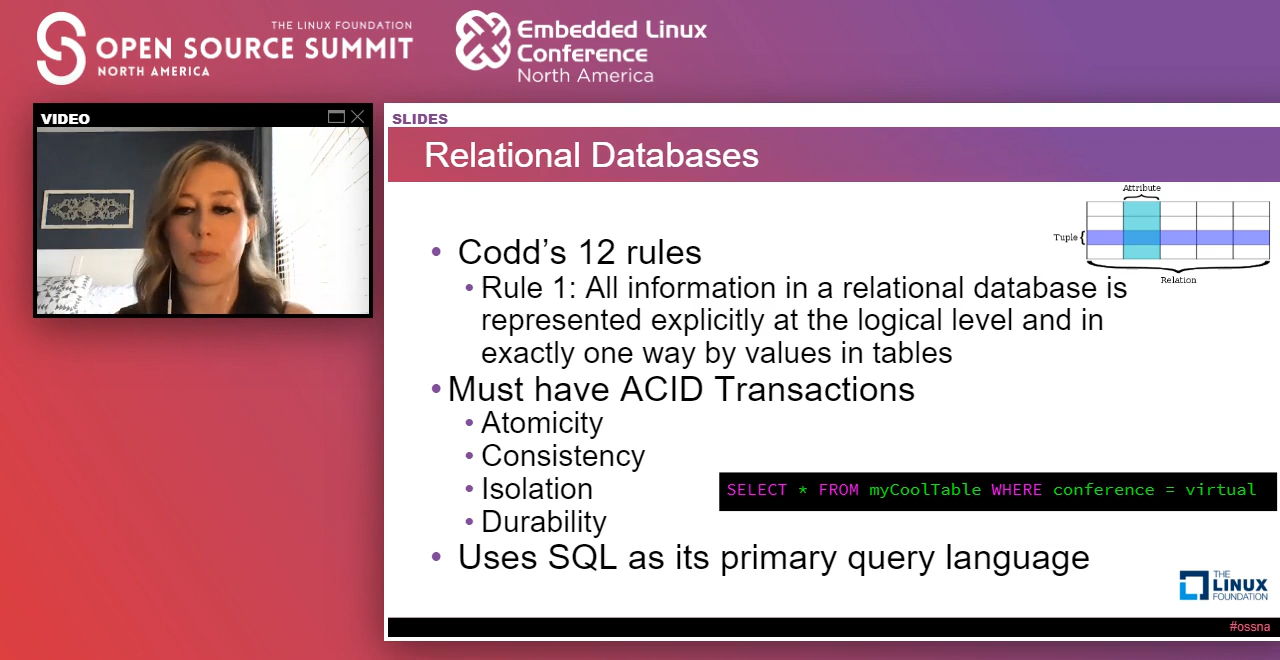 THE LINUX FOUNDATION
OPEN SOURCE SUMMIT
NORTH AMERICA
Embedded Linux
Conference
North America
VIDEO
SLIDES
Relational Databases
Attribute
Tuple
Relation
• Codd’s 12 rules
• Rule 1: All information in a relational database is
represented explicitly at the logical level and in
exactly one way by values in tables
• Must have ACID Transactions
• Atomicity
• Consistency
• Isolation
• Durability
SELECT * FROM myCoolTable WHERE conference = virtual
• Uses SQL as its primary query language
THE
LINUX
FOUNDATION
#ossna